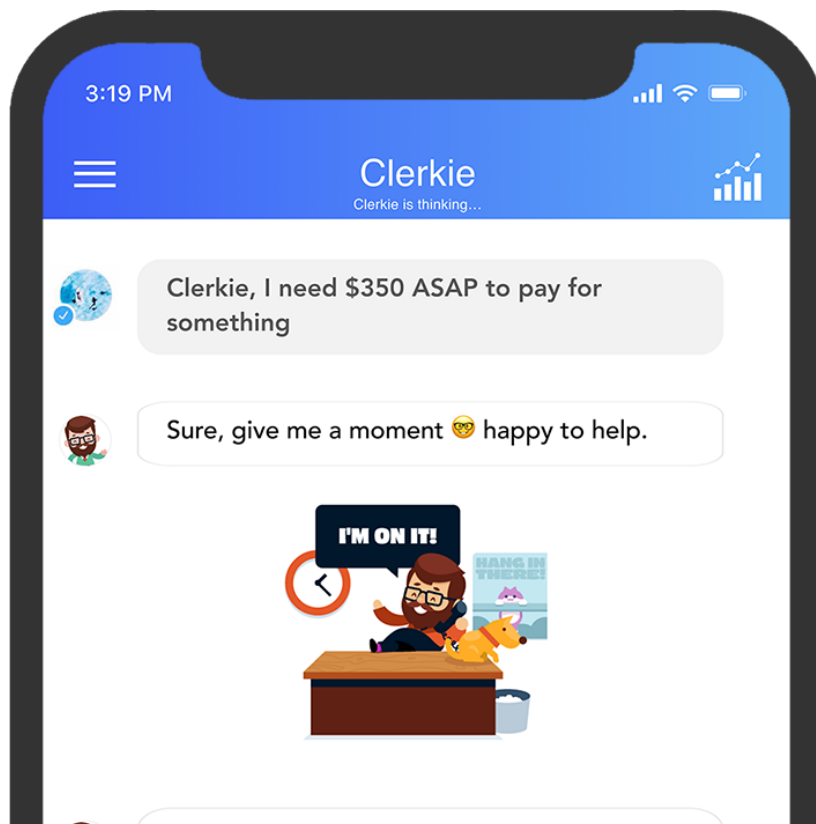 3:19 PM
Clerkie
Clerkie is thinking...
Clerkie, I need $350 ASAP to pay for
something
Sure, give me a moment 🤓 happy to help.
I'M ON IT!
HANG IN
THERE!